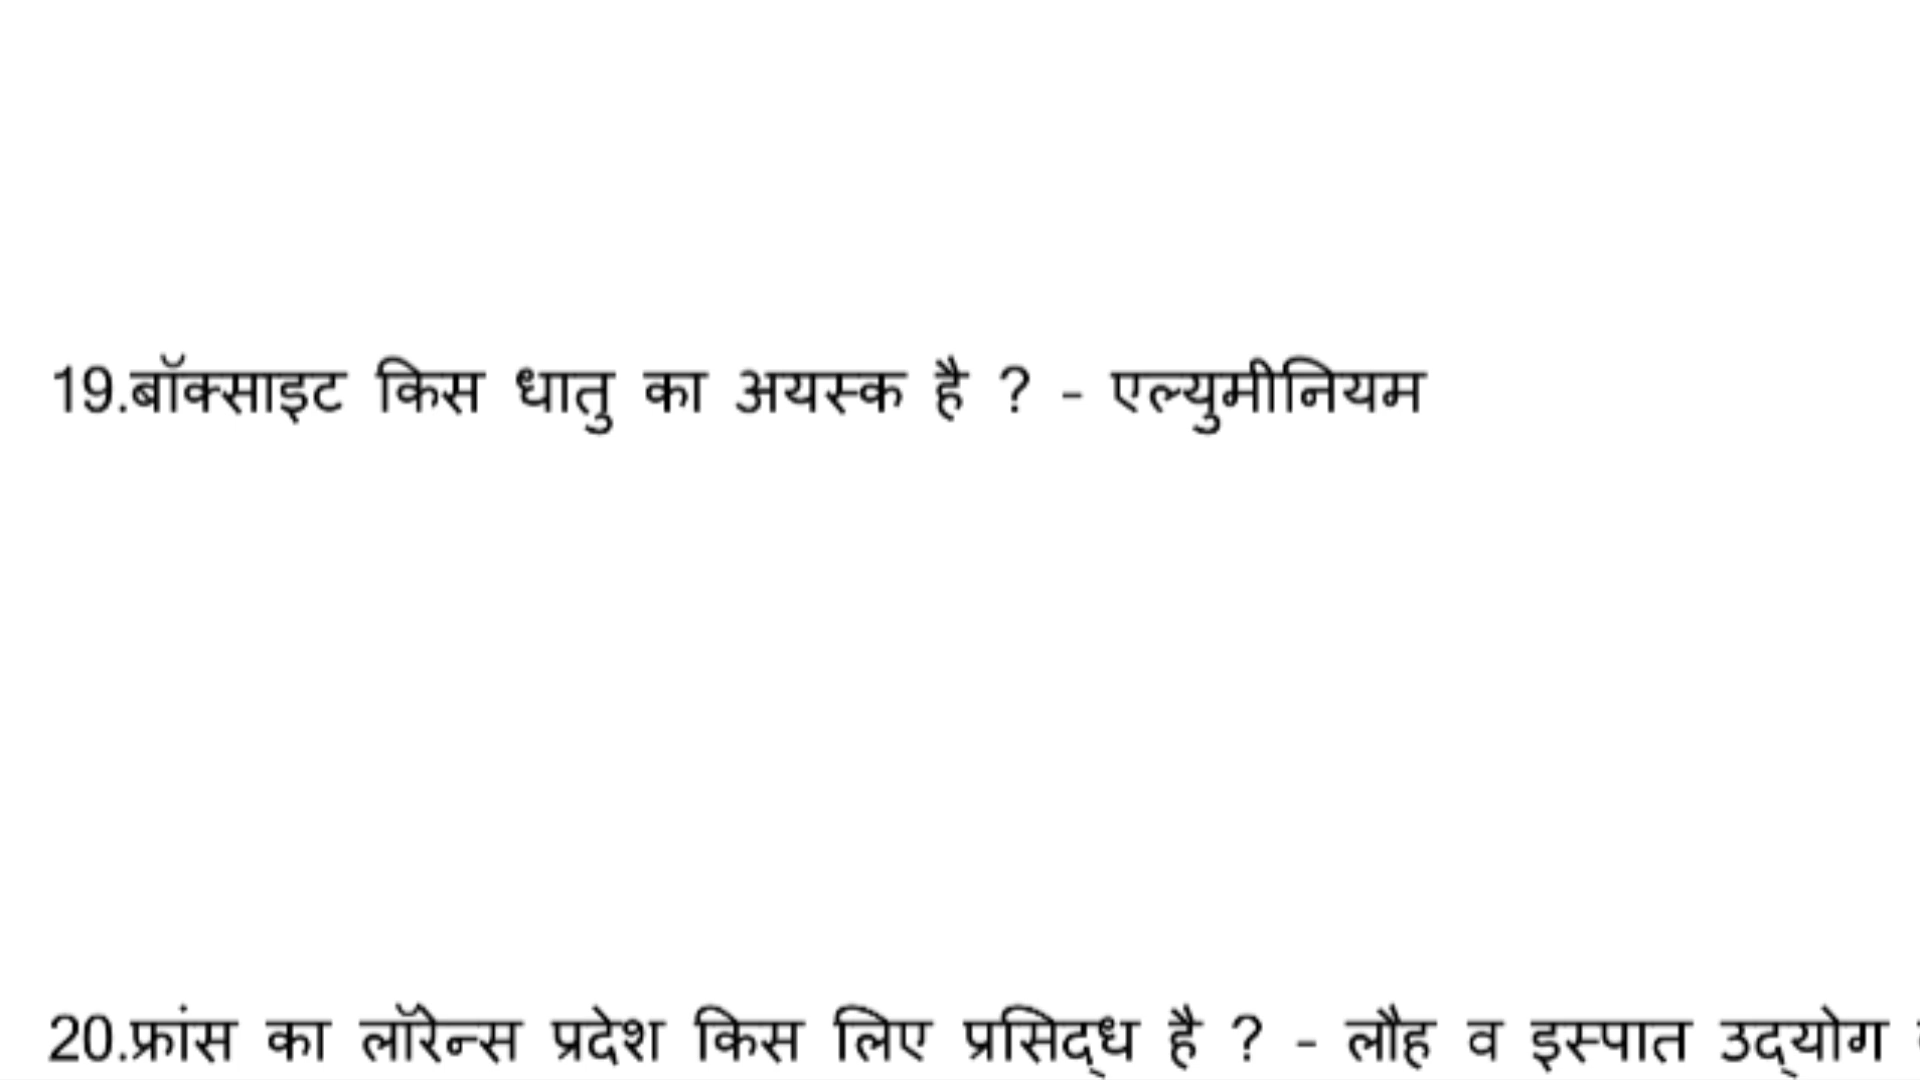 19.बॉक्साइट किस धातु का अयस्क है ? - एल्युमीनियम
20.फ्रांस का लॉरेन्स प्रदेश किस लिए प्रसिद्ध है ? - लौह व इस्पात उद्योग